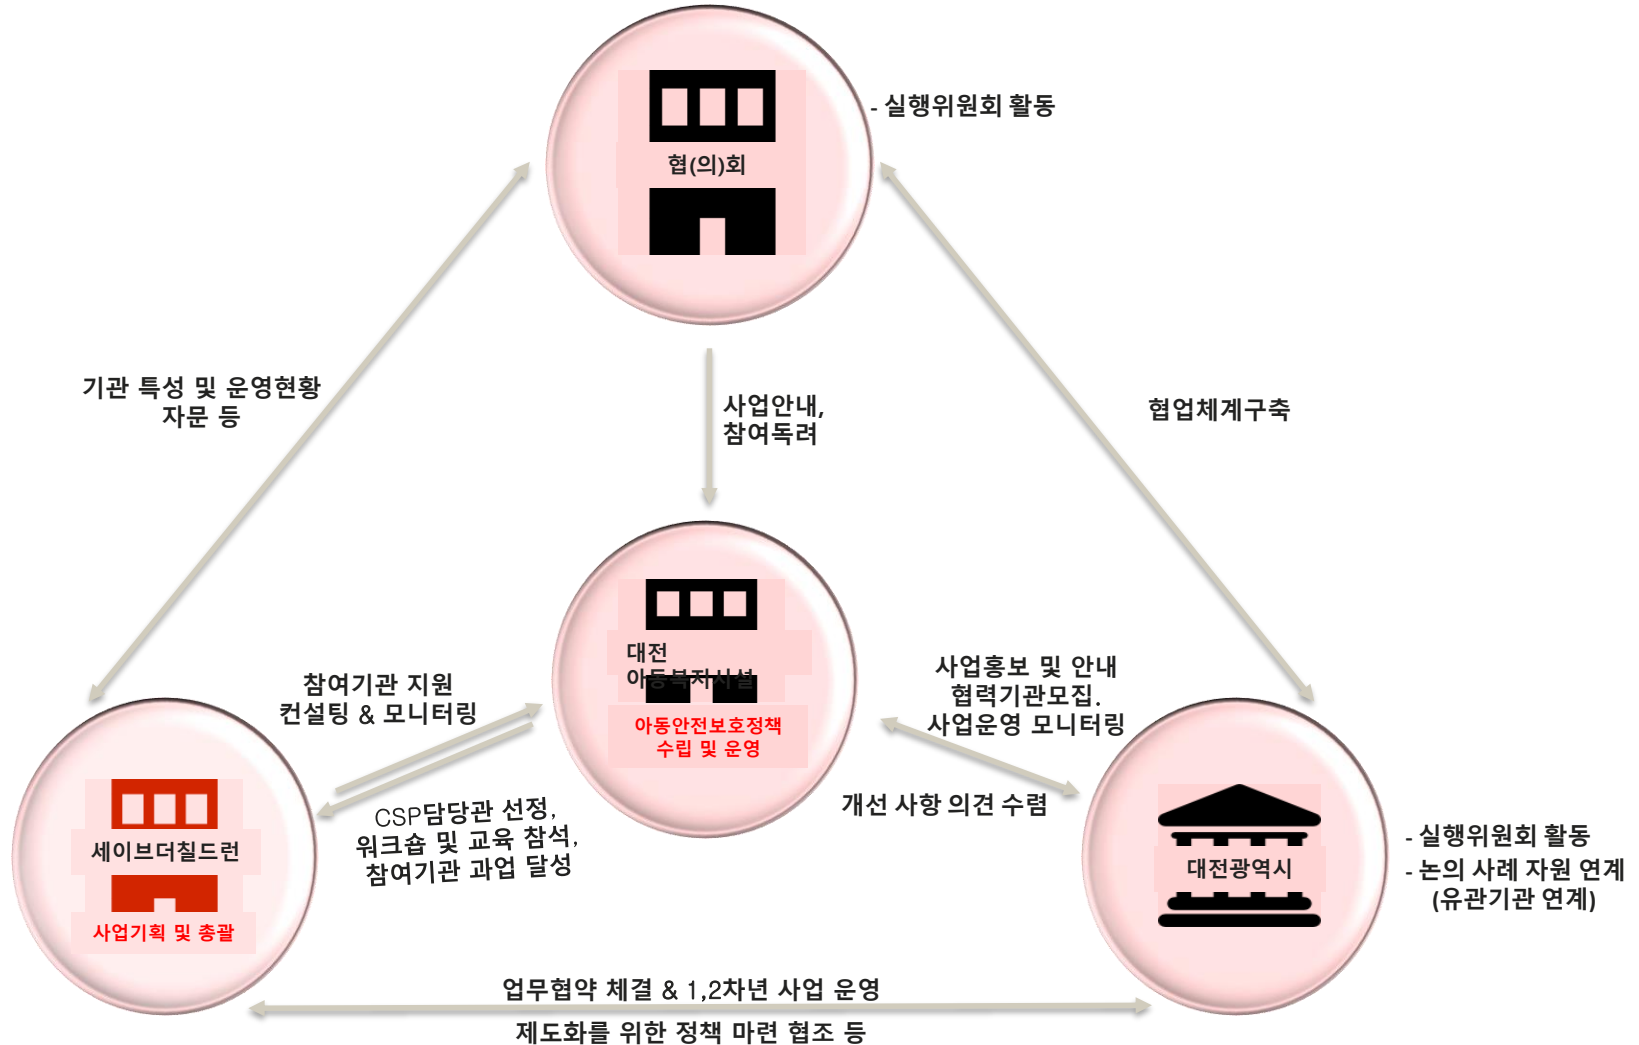 - 실행위원회 활동
협(의)회
기관 특성 및 운영현황
자문 등
사업안내,
참여독려
협업체계구축
대전
아동복지시설
아동안전보호정책
수립 및 운영
참여기관 지원
컨설팅 & 모니터링
사업홍보 및 안내
협력기관모집.
사업운영 모니터링
개선 사항 의견 수렴
CSP담당관 선정,
워크숍 및 교육 참석,
참여기관 과업 달성
세이브더칠드런
사업기획 및 총괄
대전광역시
- 실행위원회 활동
- 논의 사례 자원 연계
(유관기관 연계)
업무협약 체결 & 1,2차년 사업 운영
제도화를 위한 정책 마련 협조 등